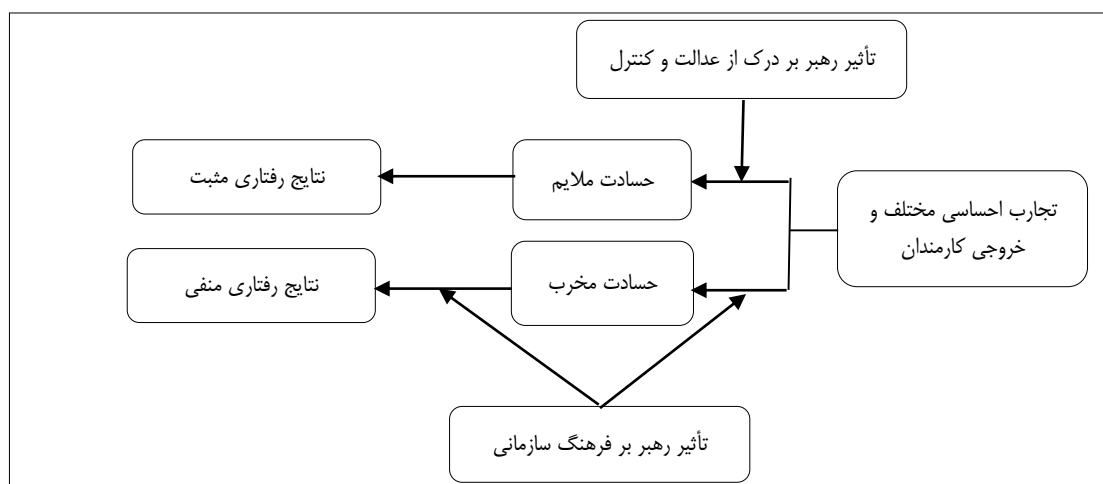 تأثیر رهبر بر درک از عدالت و کنترل
حسادت ملایم
نتایج رفتاری مثبت
تجارب احساسی مختلف و
خروجی کارمندان
حسادت مخرب
نتایج رفتاری منفی
تأثیر رهبر بر فرهنگ سازمانی